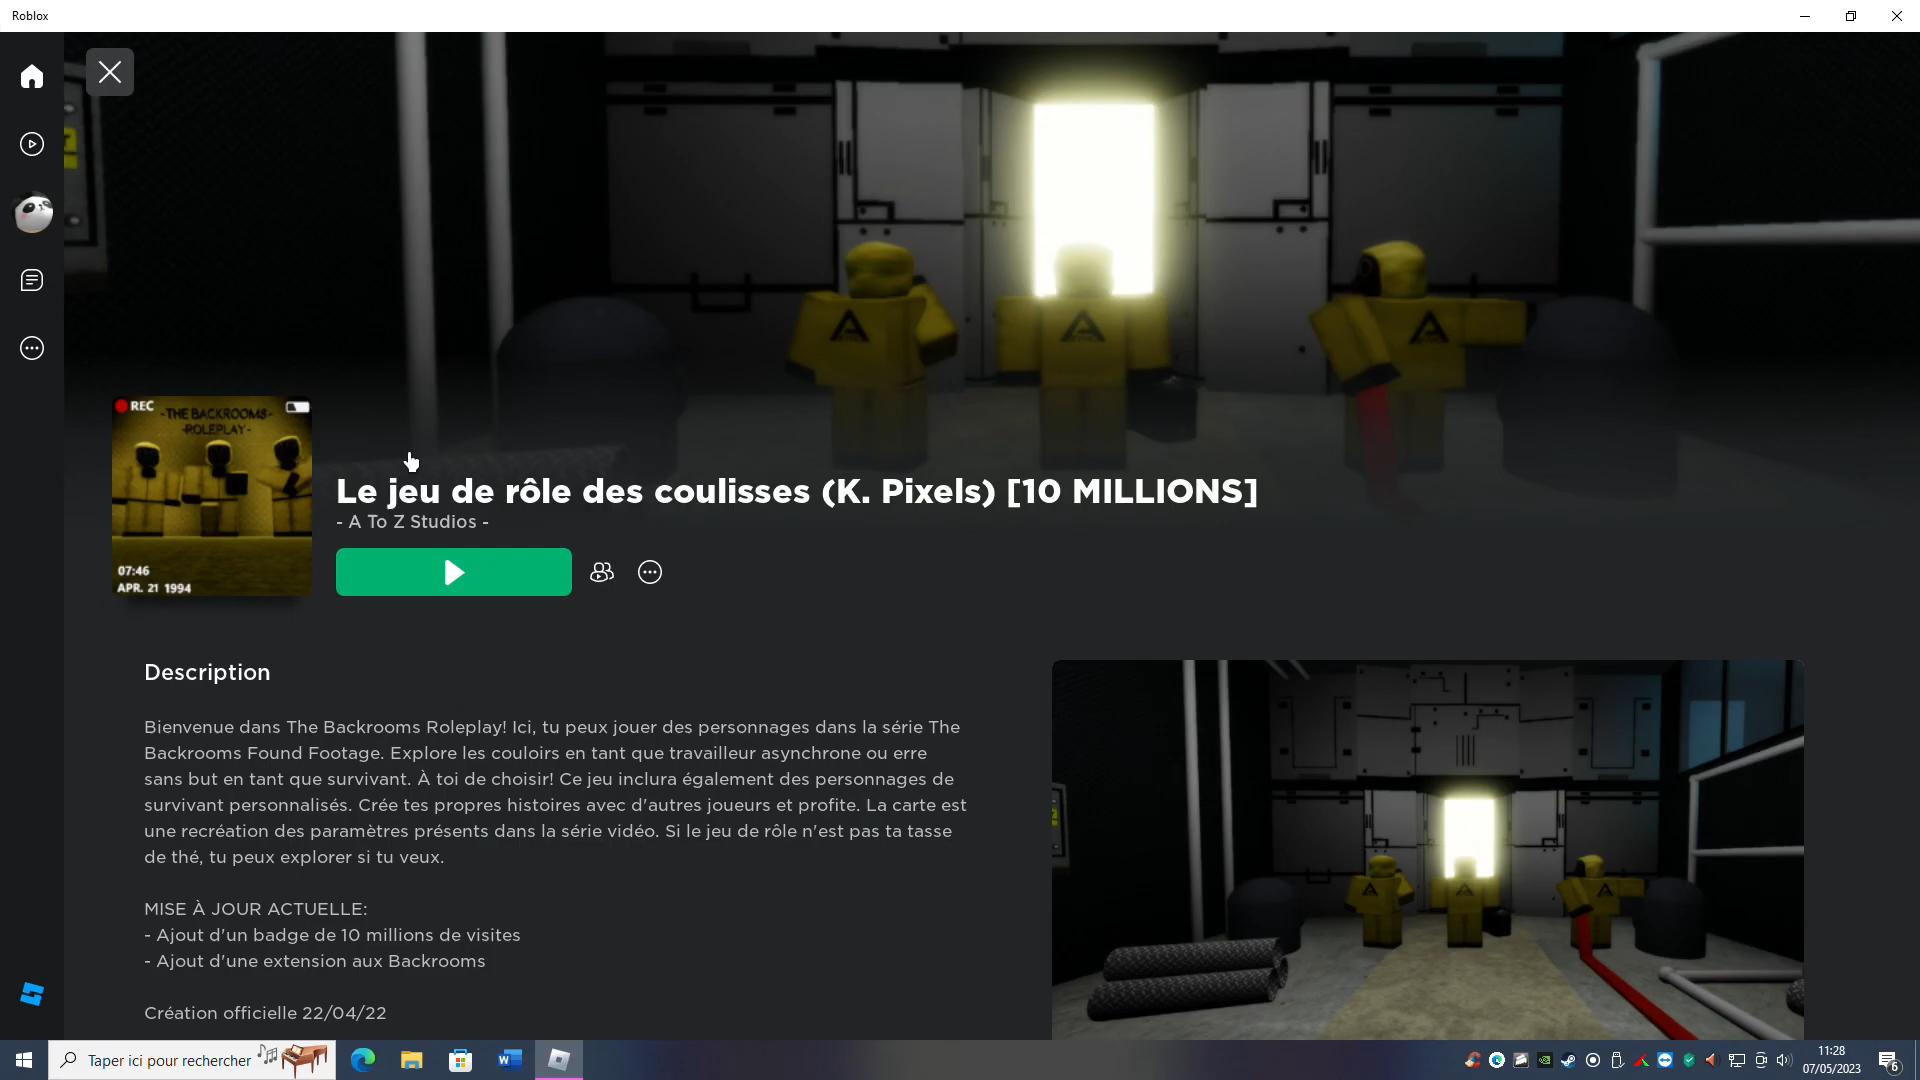 Roblox
REC
-THE BACKROOMS-
-ROLEPLAY-
07:46
APR. 21 1994
Le jeu de rôle des coulisses (K. Pixels) [10 MILLIONS]
- A To Z Studios -
Description
Bienvenue dans The Backrooms Roleplay! Ici, tu peux jouer des personnages dans la série The
Backrooms Found Footage. Explore les couloirs en tant que travailleur asynchrone ou erre
sans but en tant que survivant. À toi de choisir! Ce jeu inclura également des personnages de
survivant personnalisés. Crée tes propres histoires avec d'autres joueurs et profite. La carte est
une recréation des paramètres présents dans la série vidéo. Si le jeu de rôle n'est pas ta tasse
de thé, tu peux explorer si tu veux.
MISE À JOUR ACTUELLE:
- Ajout d'un badge de 10 millions de visites
- Ajout d'une extension aux Backrooms
Création officielle 22/04/22
Taper ici pour rechercher
11:28
07/05/2023
6